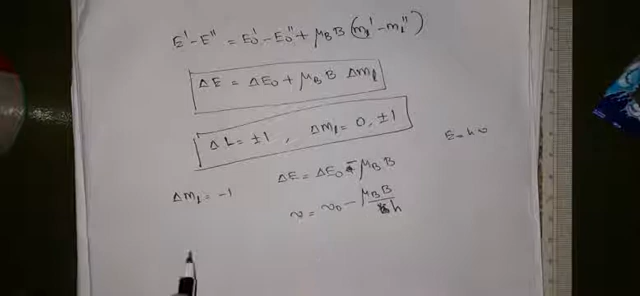 E' - E'' = E₀' - E₀'' + μ_B B (m_l' - m_l'')
ΔE = ΔE₀ + μ_B B Δm_l
ΔL = ±1 , Δm_l = 0, ±1
E = hν
ΔE = ΔE₀ - μ_B B
Δm_l = -1
ν = ν₀ - μ_B B / h